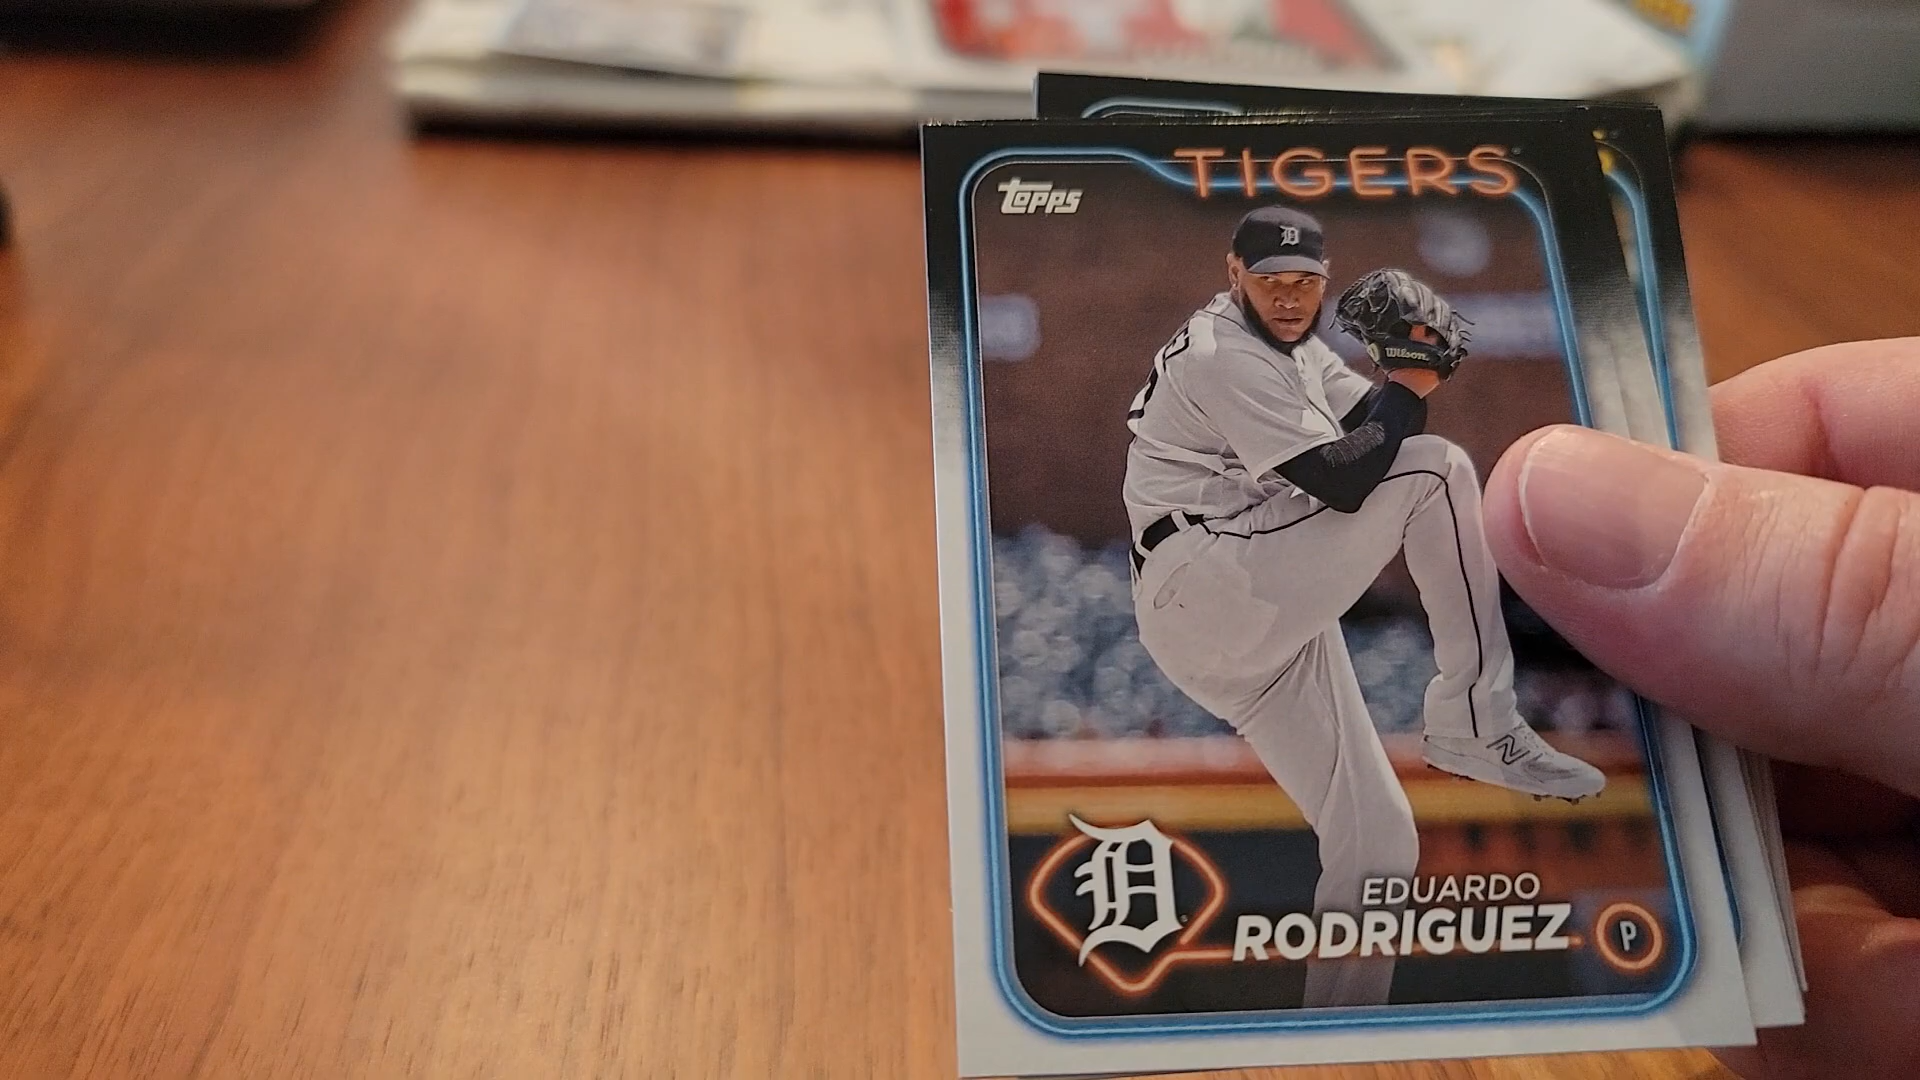 TIGERS
Topps
D
Wilson.
N
D
EDUARDO
RODRIGUEZ
P